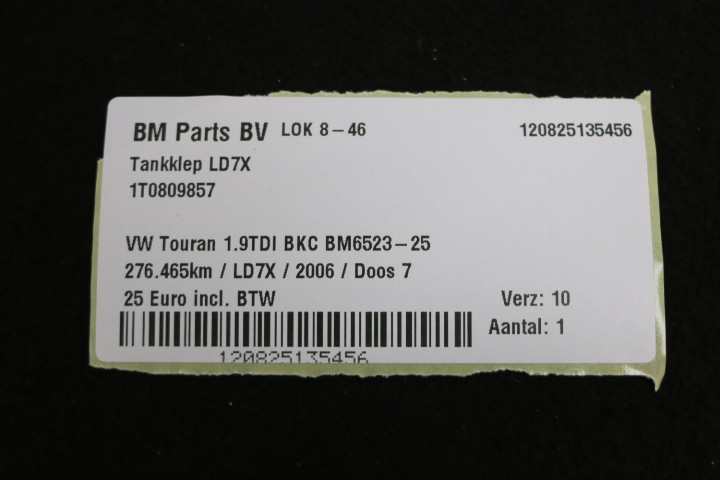 BM Parts BV LOK 8-46 120825135456
Tankklep LD7X
1T0809857
VW Touran 1.9TDI BKC BM6523-25
276.465km / LD7X / 2006 / Doos 7
25 Euro incl. BTW Verz: 10
Aantal: 1
120825135456